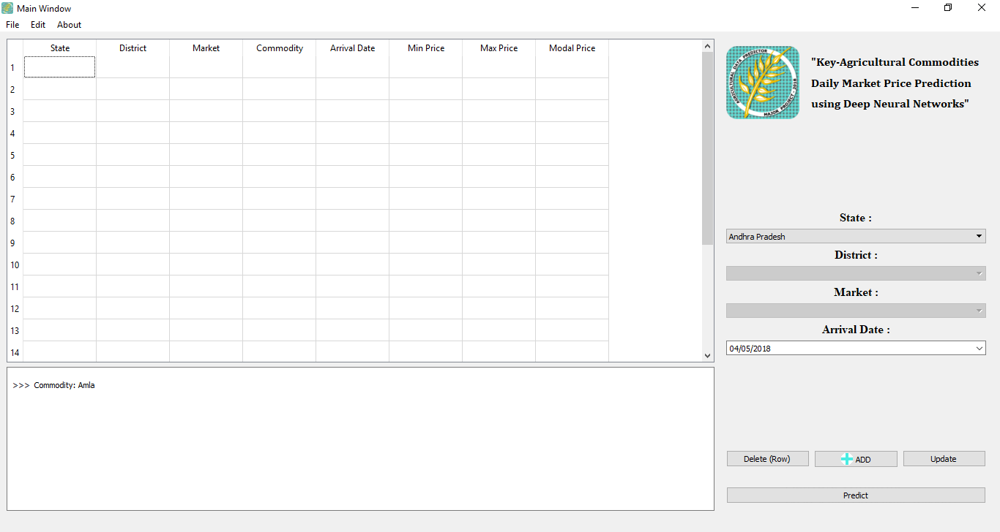 Main Window
File Edit About
State District Market Commodity Arrival Date Min Price Max Price Modal Price
1
2
3
4
5
6
7
8
9
10
11
12
13
14
>>> Commodity: Amla
AGRICULTURAL DATA PREDICTOR
MAJOR PROJECT - 2018
"Key-Agricultural Commodities
Daily Market Price Prediction
using Deep Neural Networks"
State :
Andhra Pradesh
District :
Market :
Arrival Date :
04/05/2018
Delete (Row) ADD Update
Predict